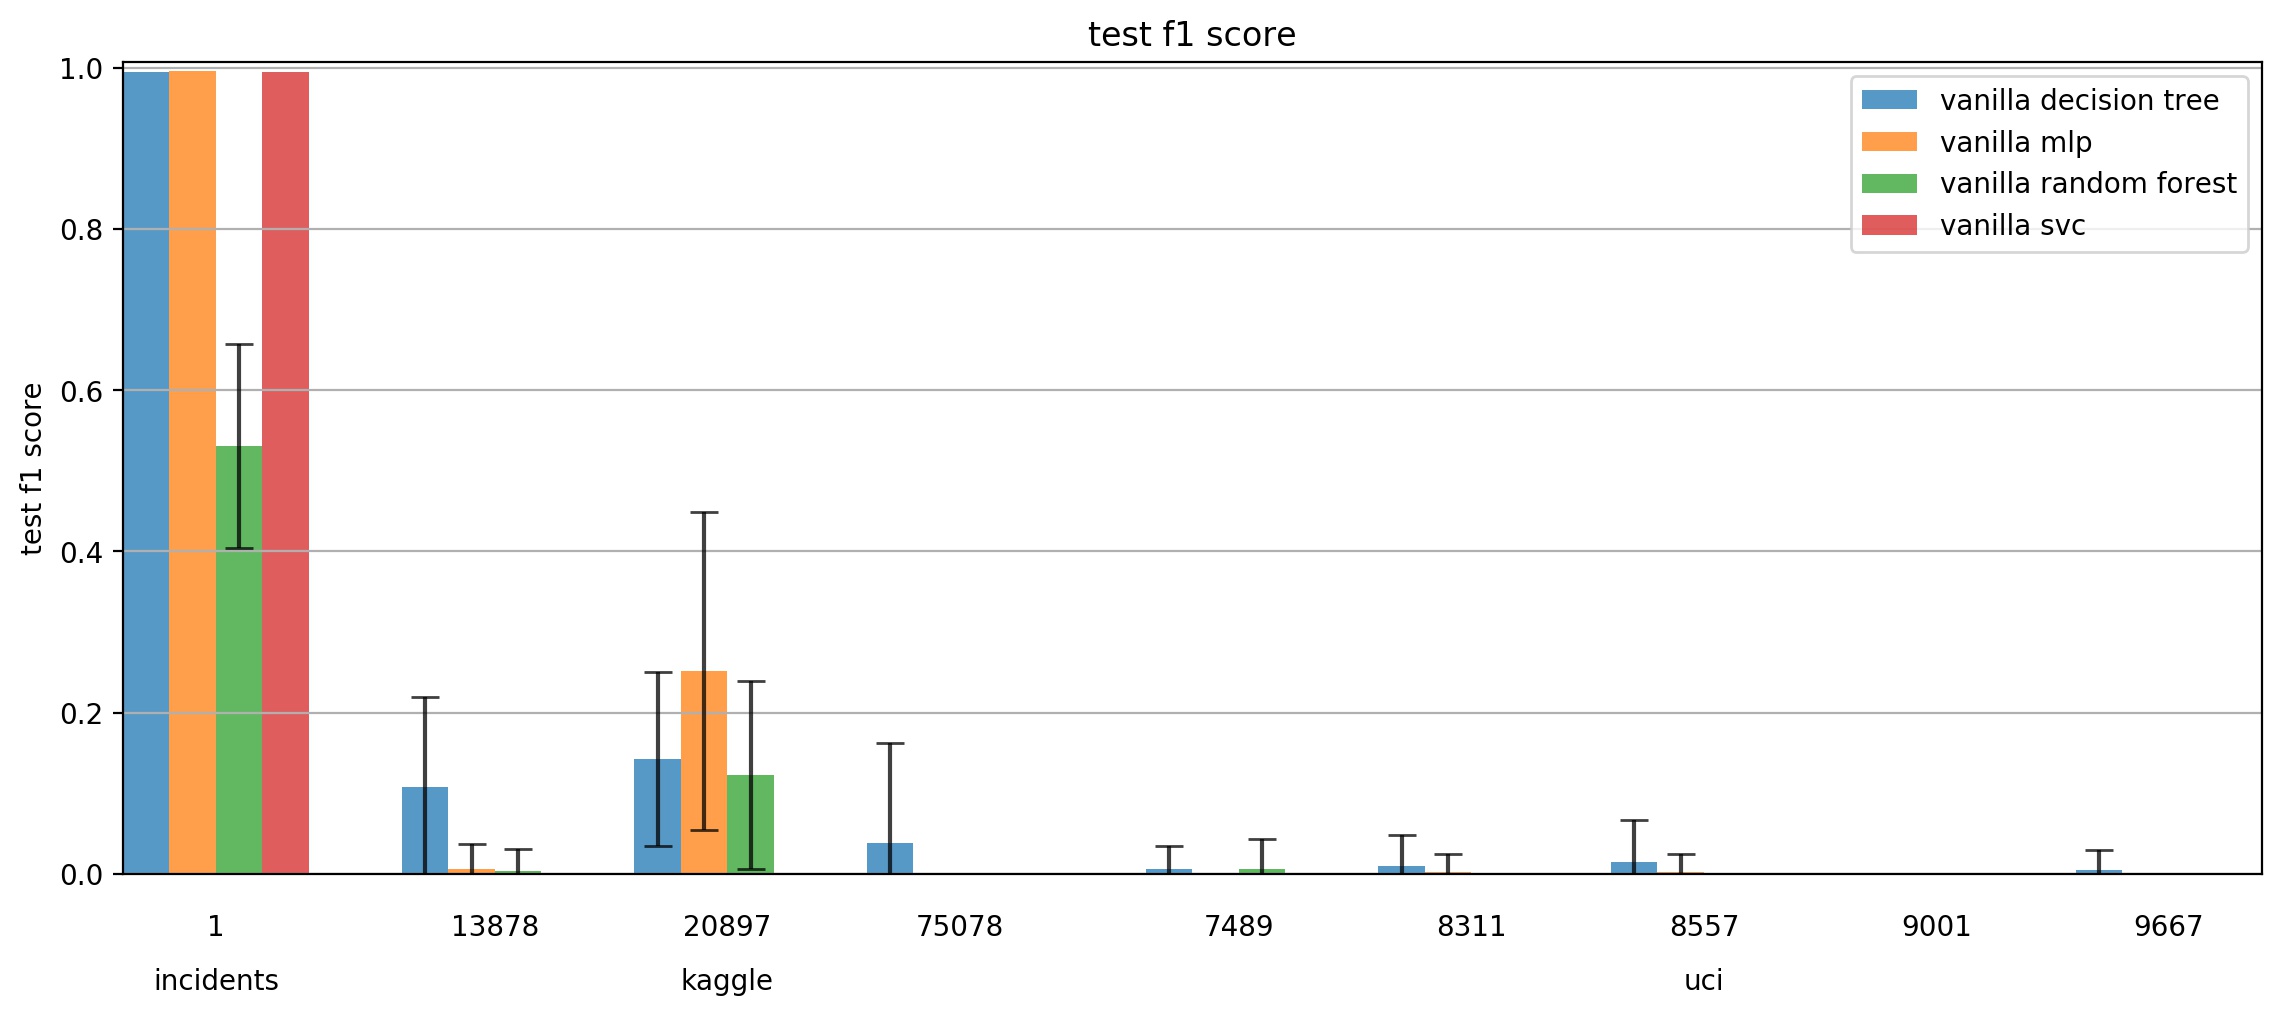 test f1 score
test f1 score
1.0
0.8
0.6
0.4
0.2
0.0
vanilla decision tree
vanilla mlp
vanilla random forest
vanilla svc
1 13878 20897 75078 7489 8311 8557 9001 9667
incidents kaggle uci